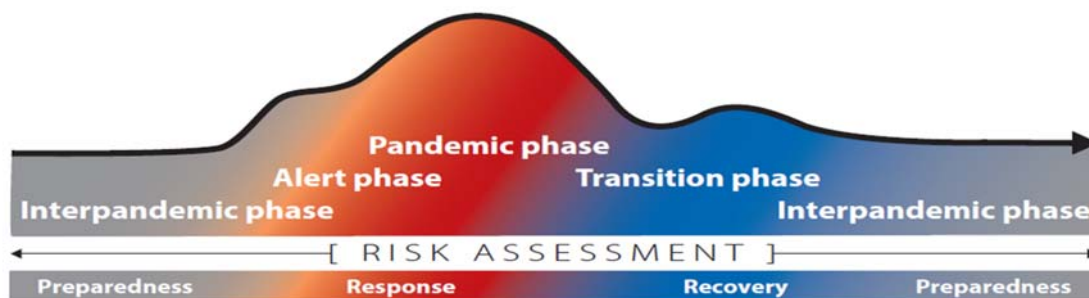 Pandemic phase
Alert phase Transition phase
Interpandemic phase Interpandemic phase
[ RISK ASSESSMENT ]
Preparedness Response Recovery Preparedness